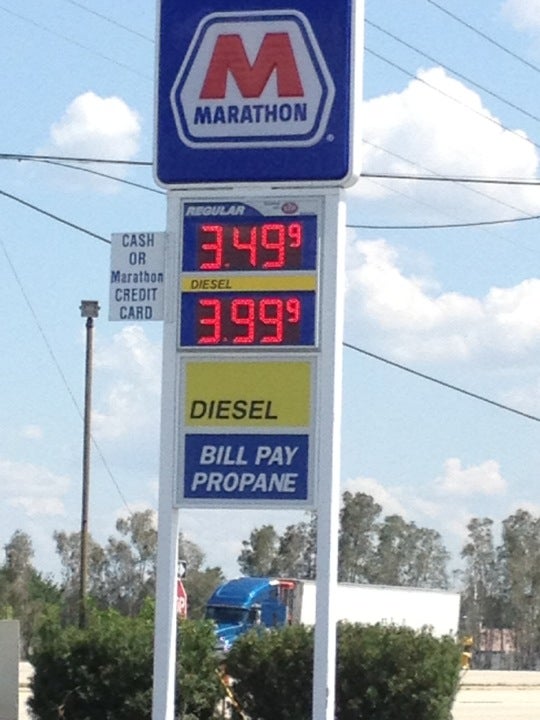 M
MARATHON
REGULAR
3.49 9
CASH
OR
Marathon
CREDIT
CARD
DIESEL
3.99 9
DIESEL
BILL PAY
PROPANE